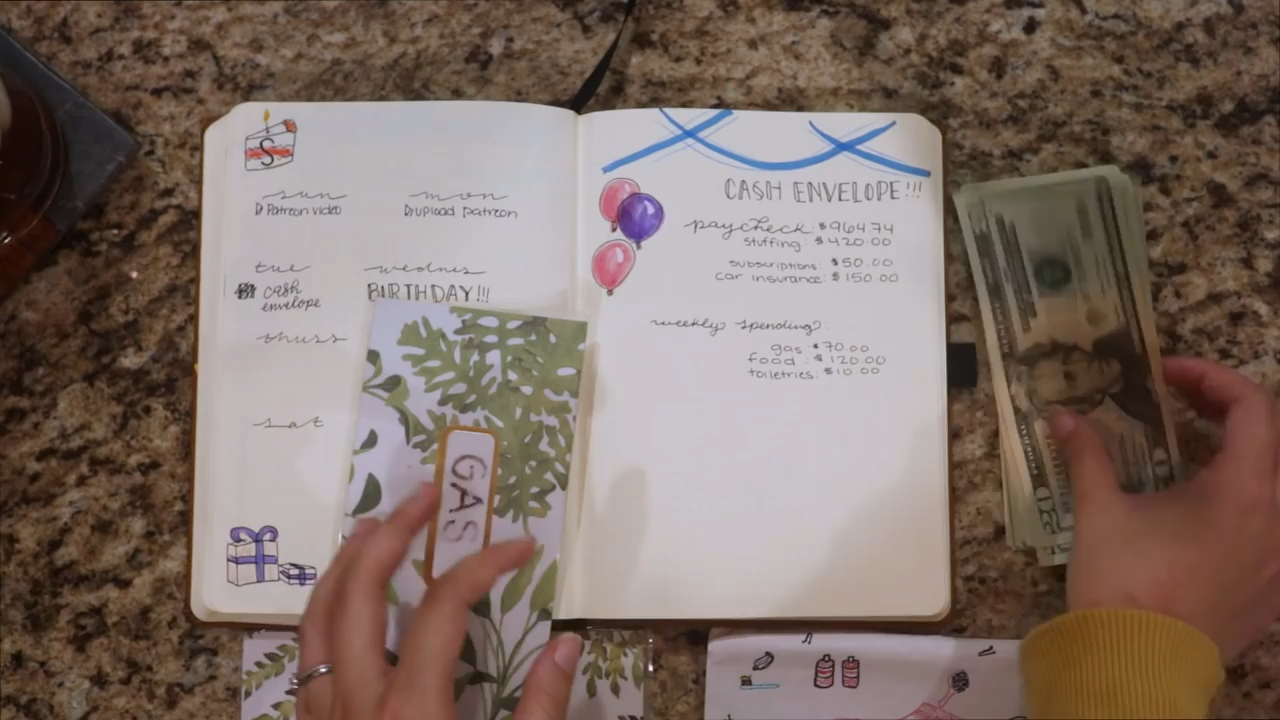 S
sun
mon
Patreon video
upload patreon
tue
wednes
cash
envelope
BIRTHDAY!!!
thurs
sat
CASH ENVELOPE!!!
paycheck: $964.74
stuffing: $420.00
subscriptions: $50.00
car insurance: $150.00
weekly spending:
gas: $70.00
food: $120.00
toiletries: $10.00
GAS
20